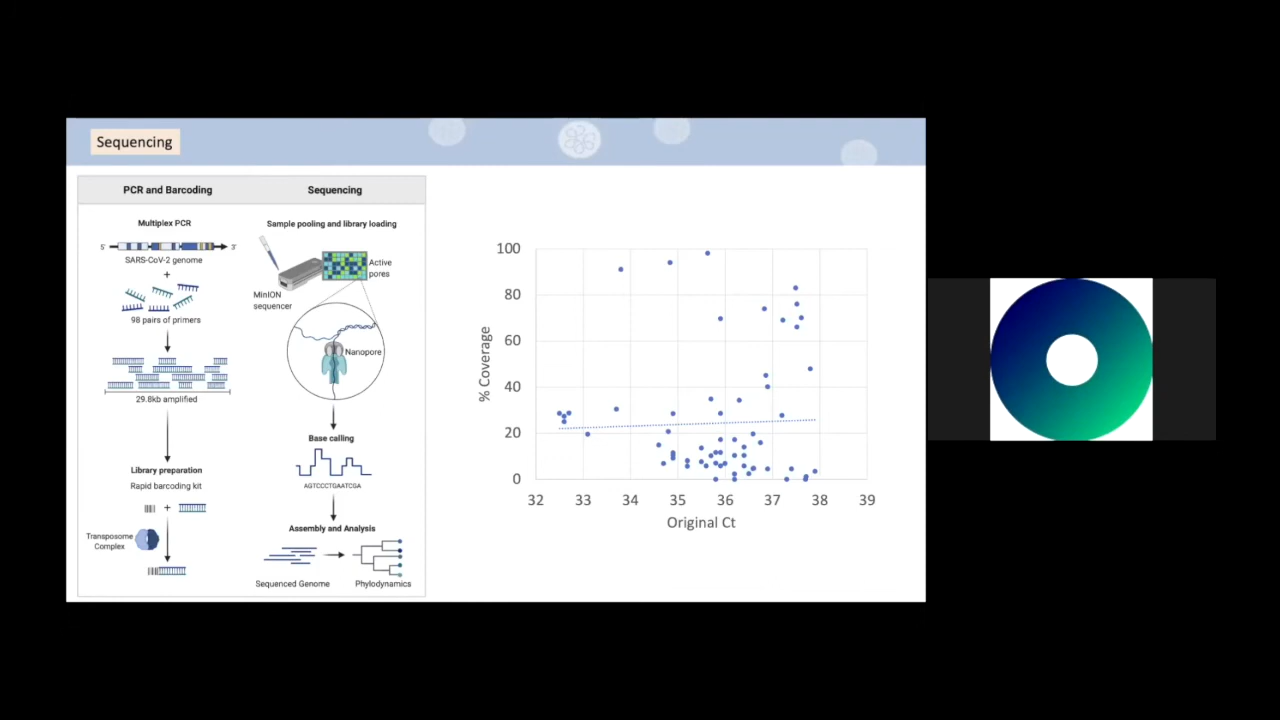 Sequencing
PCR and Barcoding
Multiplex PCR
5'
3'
SARS-CoV-2 genome
+
98 pairs of primers
29.8kb amplified
Library preparation
Rapid barcoding kit
+
Transposome
Complex
Sequencing
Sample pooling and library loading
Active
pores
MinION
sequencer
Nanopore
Base calling
AGTCCCTGAATCGA
Assembly and Analysis
Sequenced Genome
Phylodynamics
% Coverage
100
80
60
40
20
0
32 33 34 35 36 37 38 39
Original Ct